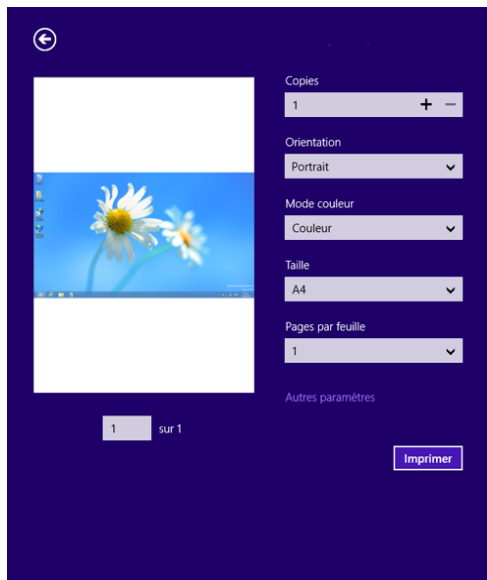 Copies
1
Orientation
Portrait
Mode couleur
Couleur
Taille
A4
Pages par feuille
1
Autres paramètres
1 sur 1
Imprimer